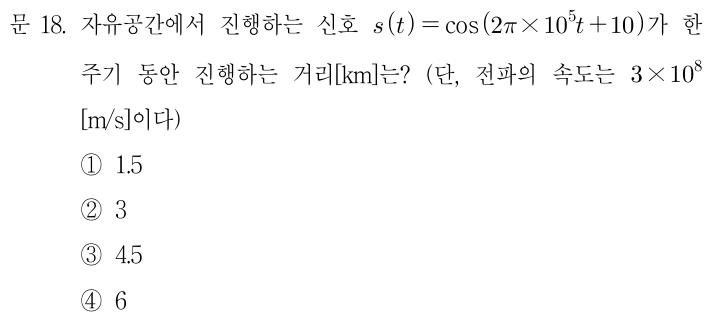 문 18. 자유공간에서 진행하는 신호 s(t)=cos(2π×10⁵t+10)가 한
주기 동안 진행하는 거리[km]는? (단, 전파의 속도는 3×10⁸
[m/s]이다)
① 1.5
② 3
③ 4.5
④ 6